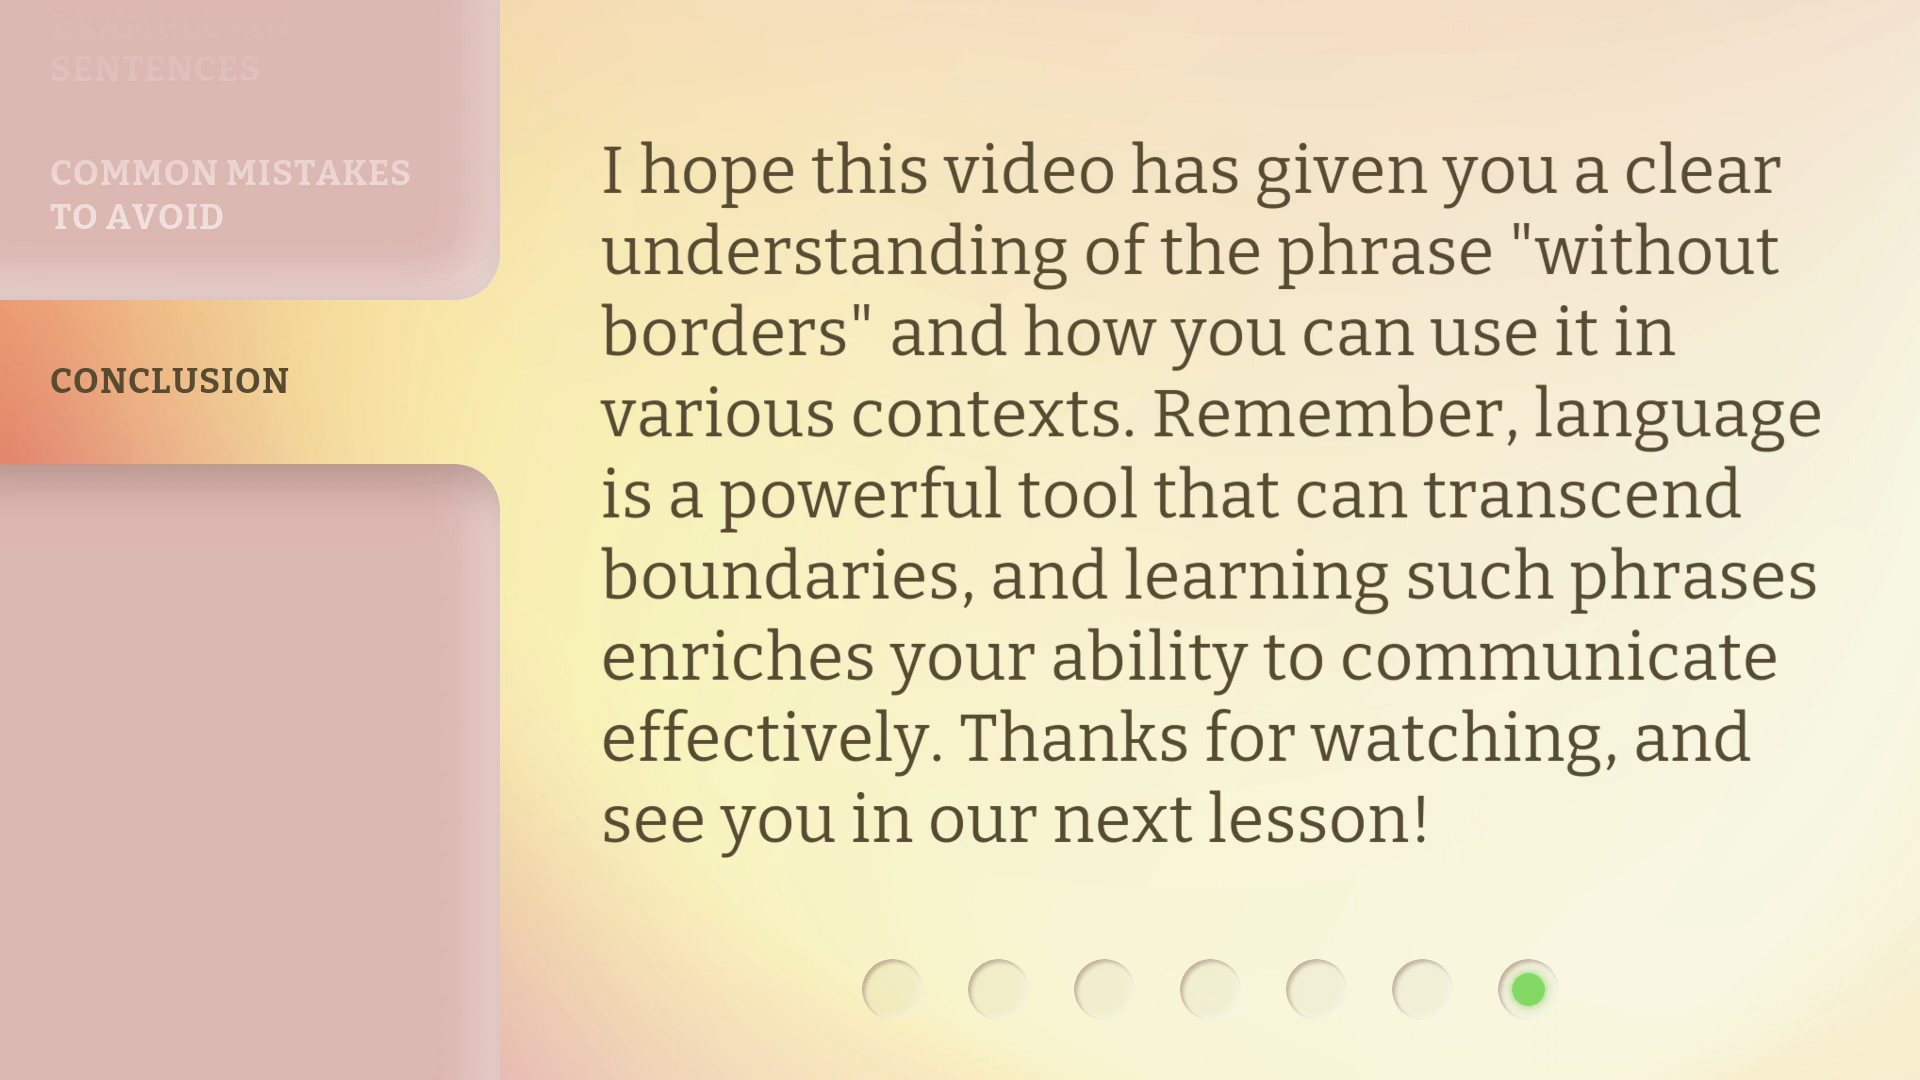 SENTENCES
COMMON MISTAKES
TO AVOID
CONCLUSION
I hope this video has given you a clear
understanding of the phrase "without
borders" and how you can use it in
various contexts. Remember, language
is a powerful tool that can transcend
boundaries, and learning such phrases
enriches your ability to communicate
effectively. Thanks for watching, and
see you in our next lesson!